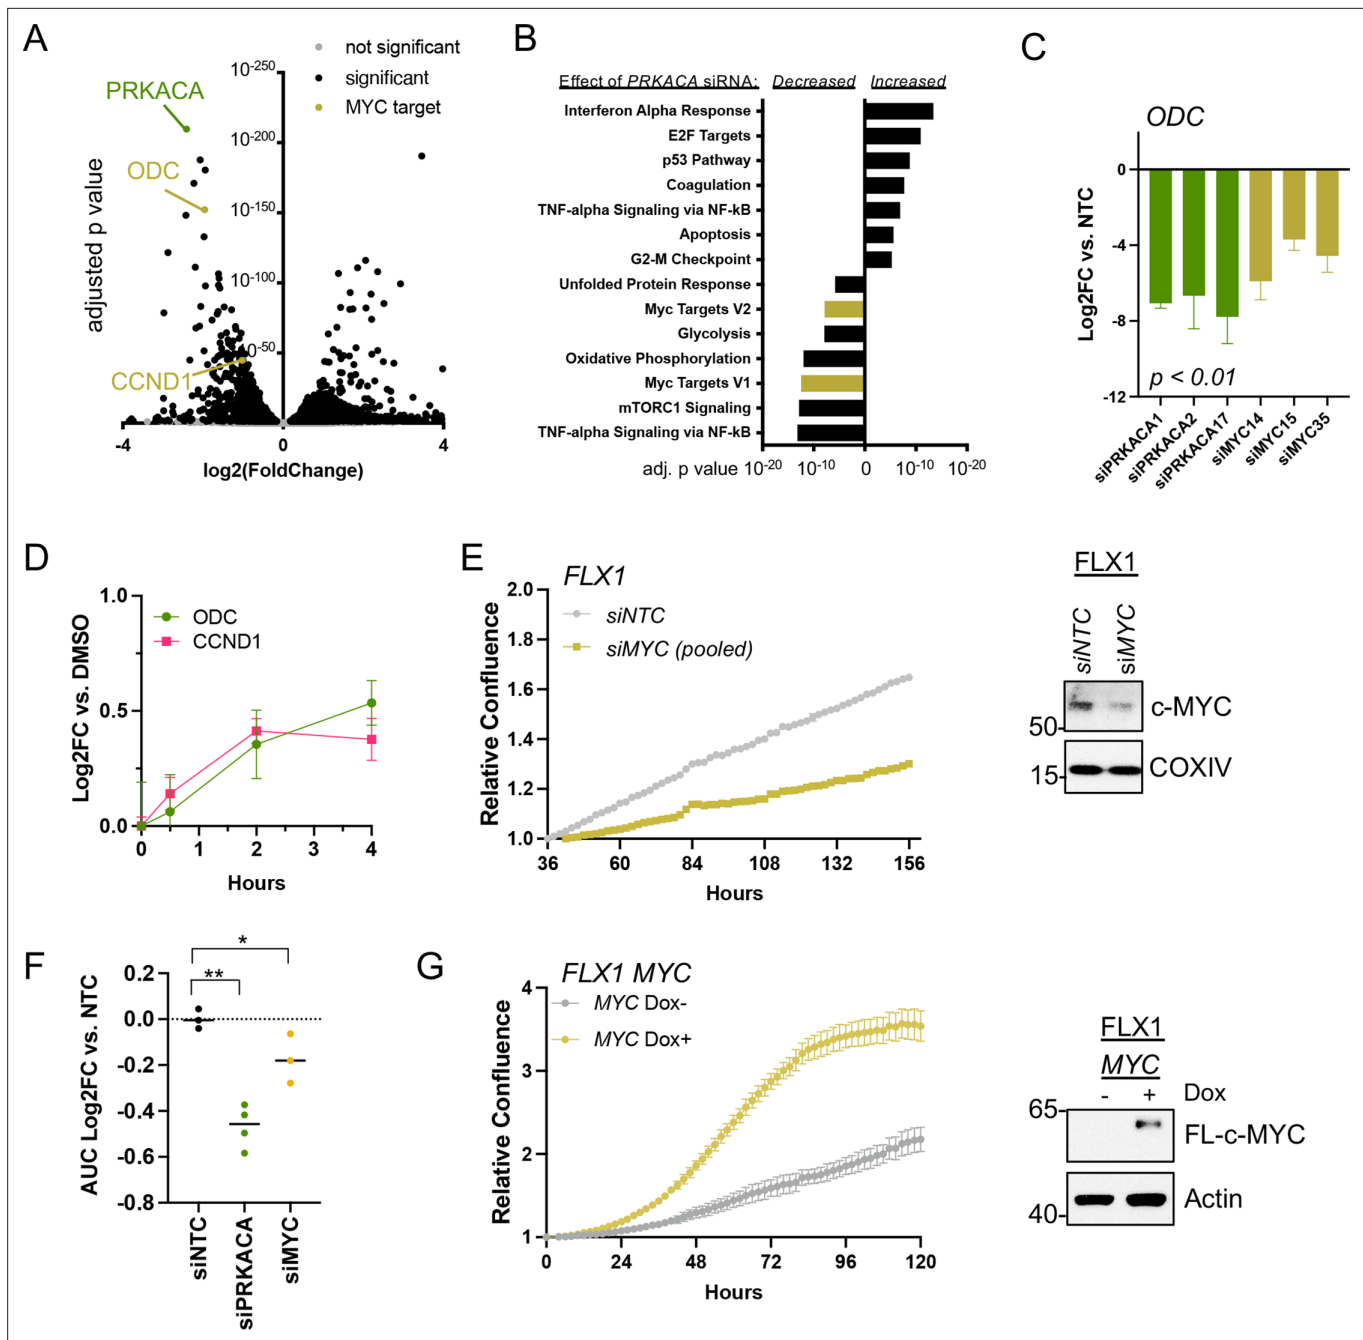 A
not significant
significant
MYC target
PRKACA
ODC
CCND1
adjusted p value
10-250
10-200
10-150
10-100
10-50
-4
0
4
log2(FoldChange)
B
Effect of PRKACA siRNA: Decreased Increased
Interferon Alpha Response
E2F Targets
p53 Pathway
Coagulation
TNF-alpha Signaling via NF-kB
Apoptosis
G2-M Checkpoint
Unfolded Protein Response
Myc Targets V2
Glycolysis
Oxidative Phosphorylation
Myc Targets V1
mTORC1 Signaling
TNF-alpha Signaling via NF-kB
adj. p value 10-20 10-10 0 10-10 10-20
C
ODC
Log2FC vs. NTC
0
-4
-8
-12
p < 0.01
siPRKACA1
siPRKACA2
siPRKACA17
siMYC14
siMYC15
siMYC35
D
ODC
CCND1
Log2FC vs. DMSO
1.0
0.5
0.0
0 1 2 3 4
Hours
E
FLX1
siNTC
siMYC (pooled)
Relative Confluence
2.0
1.8
1.6
1.4
1.2
1.0
36 60 84 108 132 156
Hours
FLX1
siNTC
siMYC
50
c-MYC
15
COXIV
F
*
**
AUC Log2FC vs. NTC
0.2
0.0
-0.2
-0.4
-0.6
-0.8
siNTC
siPRKACA
siMYC
G
FLX1 MYC
MYC Dox-
MYC Dox+
Relative Confluence
4
3
2
1
0 24 48 72 96 120
Hours
FLX1
MYC
- + Dox
65
FL-c-MYC
40
Actin